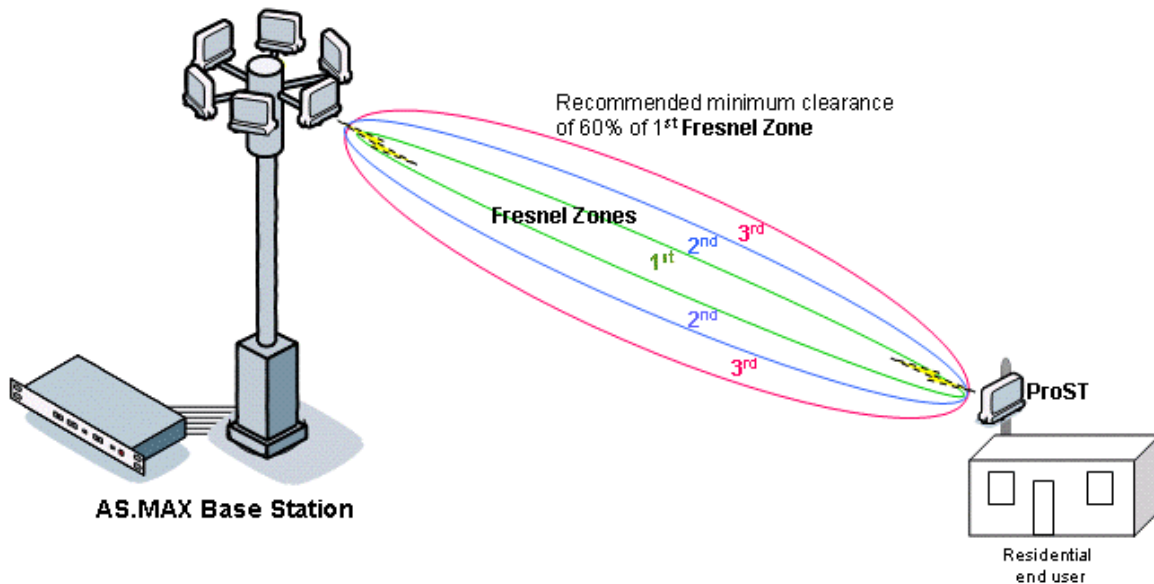 Recommended minimum clearance
of 60% of 1st Fresnel Zone
Fresnel Zones
3rd
2nd
1st
2nd
3rd
ProST
AS.MAX Base Station
Residential
end user